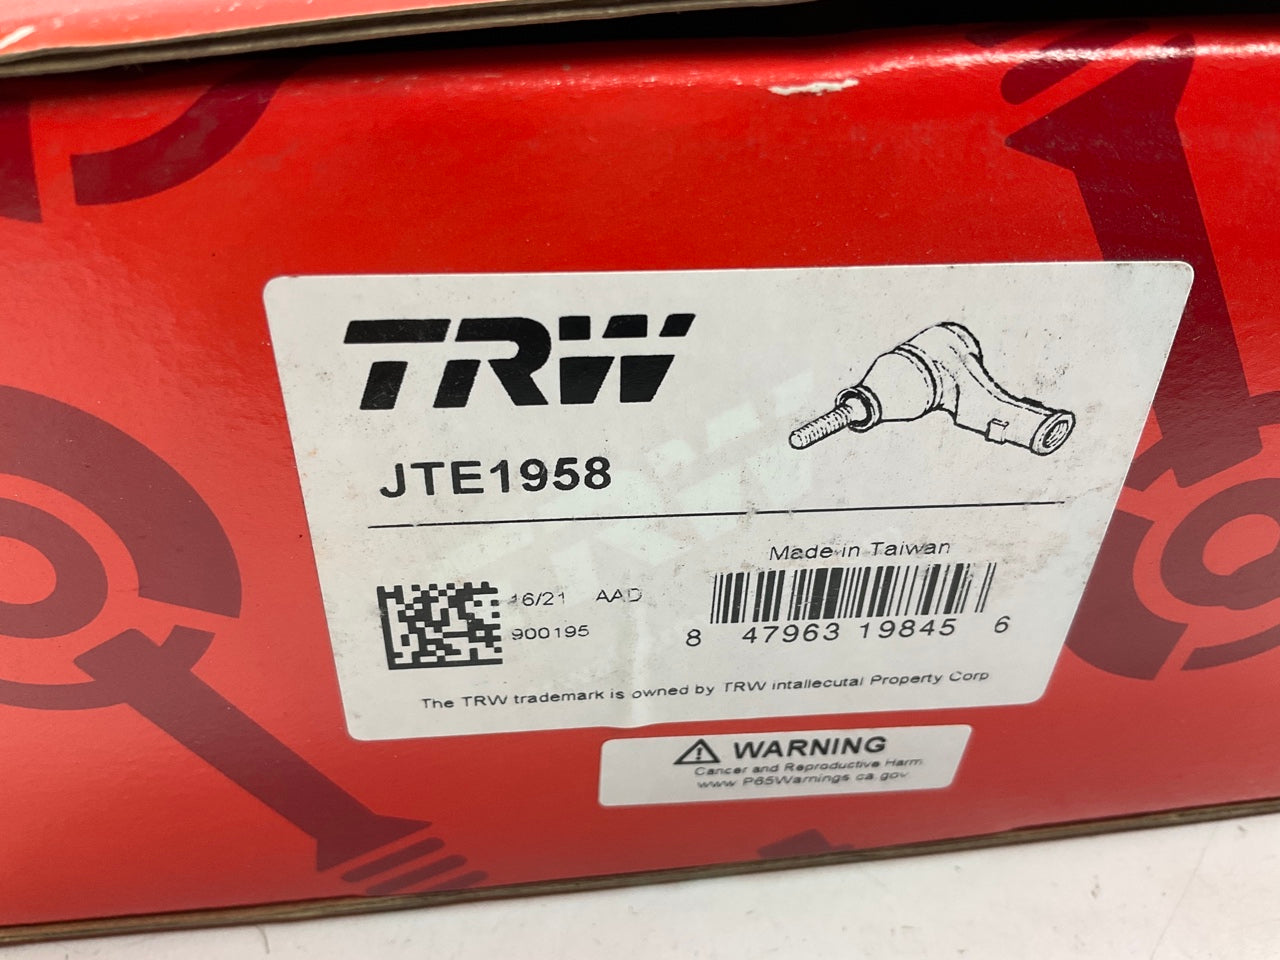 TRW
JTE1958
Made in Taiwan
16/21 AAD
900195
8 47963 19845 6
The TRW trademark is owned by TRW intallecutal Property Corp
WARNING
Cancer and Reproductive Harm
www P65Warnings ca gov